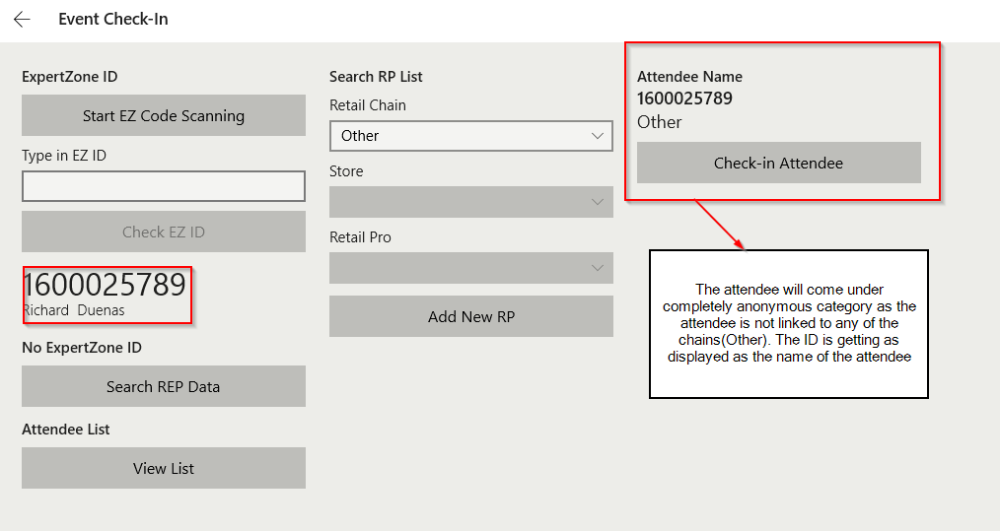 Event Check-In
ExpertZone ID
Start EZ Code Scanning
Type in EZ ID
Check EZ ID
1600025789
Richard Duenas
No ExpertZone ID
Search REP Data
Attendee List
View List
Search RP List
Retail Chain
Other
Store
Retail Pro
Add New RP
Attendee Name
1600025789
Other
Check-in Attendee
The attendee will come under
completely anonymous category as the
attendee is not linked to any of the
chains(Other). The ID is getting as
displayed as the name of the attendee